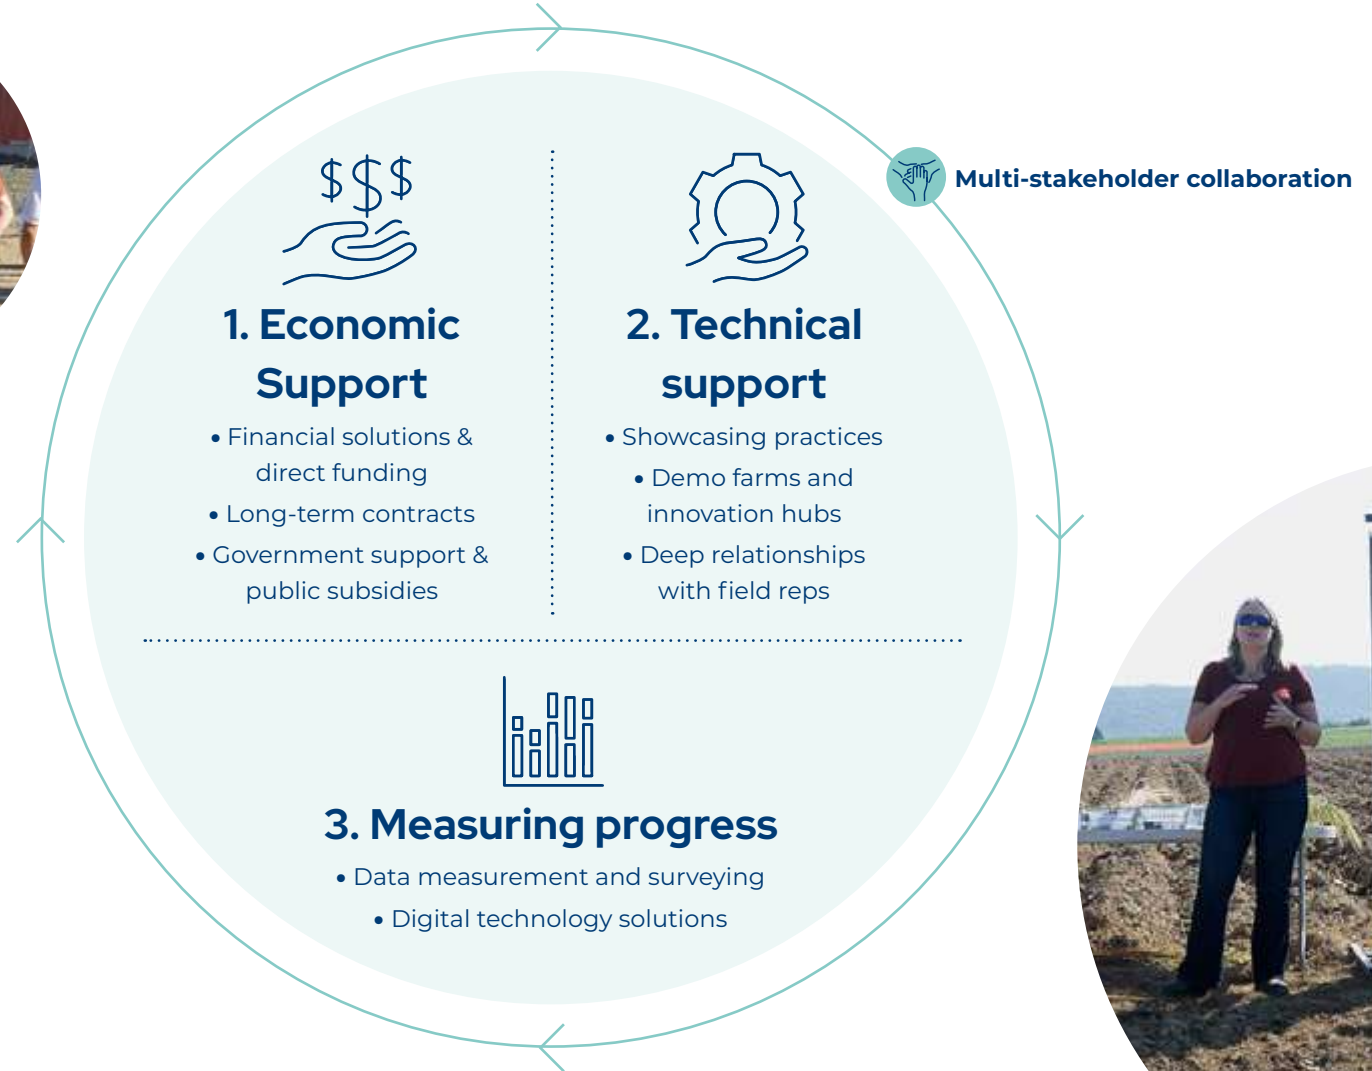 Multi-stakeholder collaboration
$$$
1. Economic
Support
• Financial solutions &
direct funding
• Long-term contracts
• Government support &
public subsidies
2. Technical
support
• Showcasing practices
• Demo farms and
innovation hubs
• Deep relationships
with field reps
3. Measuring progress
• Data measurement and surveying
• Digital technology solutions